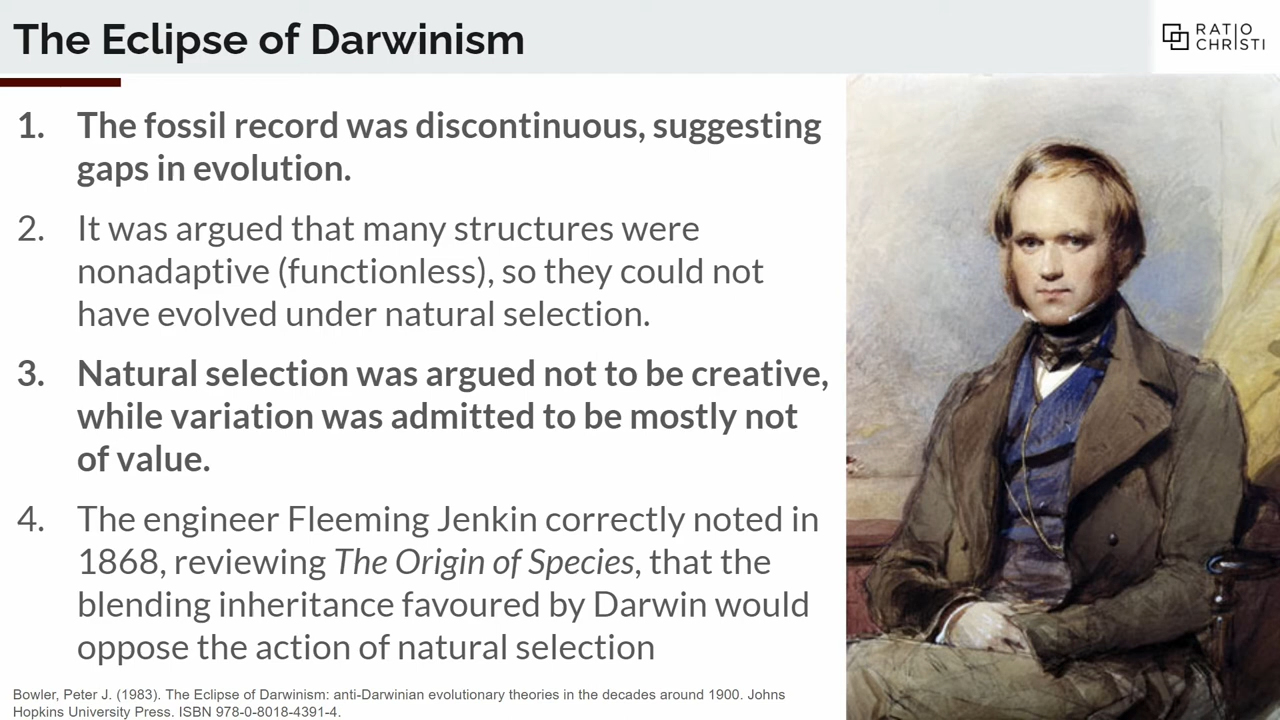 The Eclipse of Darwinism
RATIO
CHRISTI
1. The fossil record was discontinuous, suggesting
gaps in evolution.
2. It was argued that many structures were
nonadaptive (functionless), so they could not
have evolved under natural selection.
3. Natural selection was argued not to be creative,
while variation was admitted to be mostly not
of value.
4. The engineer Fleeming Jenkin correctly noted in
1868, reviewing The Origin of Species, that the
blending inheritance favoured by Darwin would
oppose the action of natural selection
Bowler, Peter J. (1983). The Eclipse of Darwinism: anti-Darwinian evolutionary theories in the decades around 1900. Johns
Hopkins University Press. ISBN 978-0-8018-4391-4.